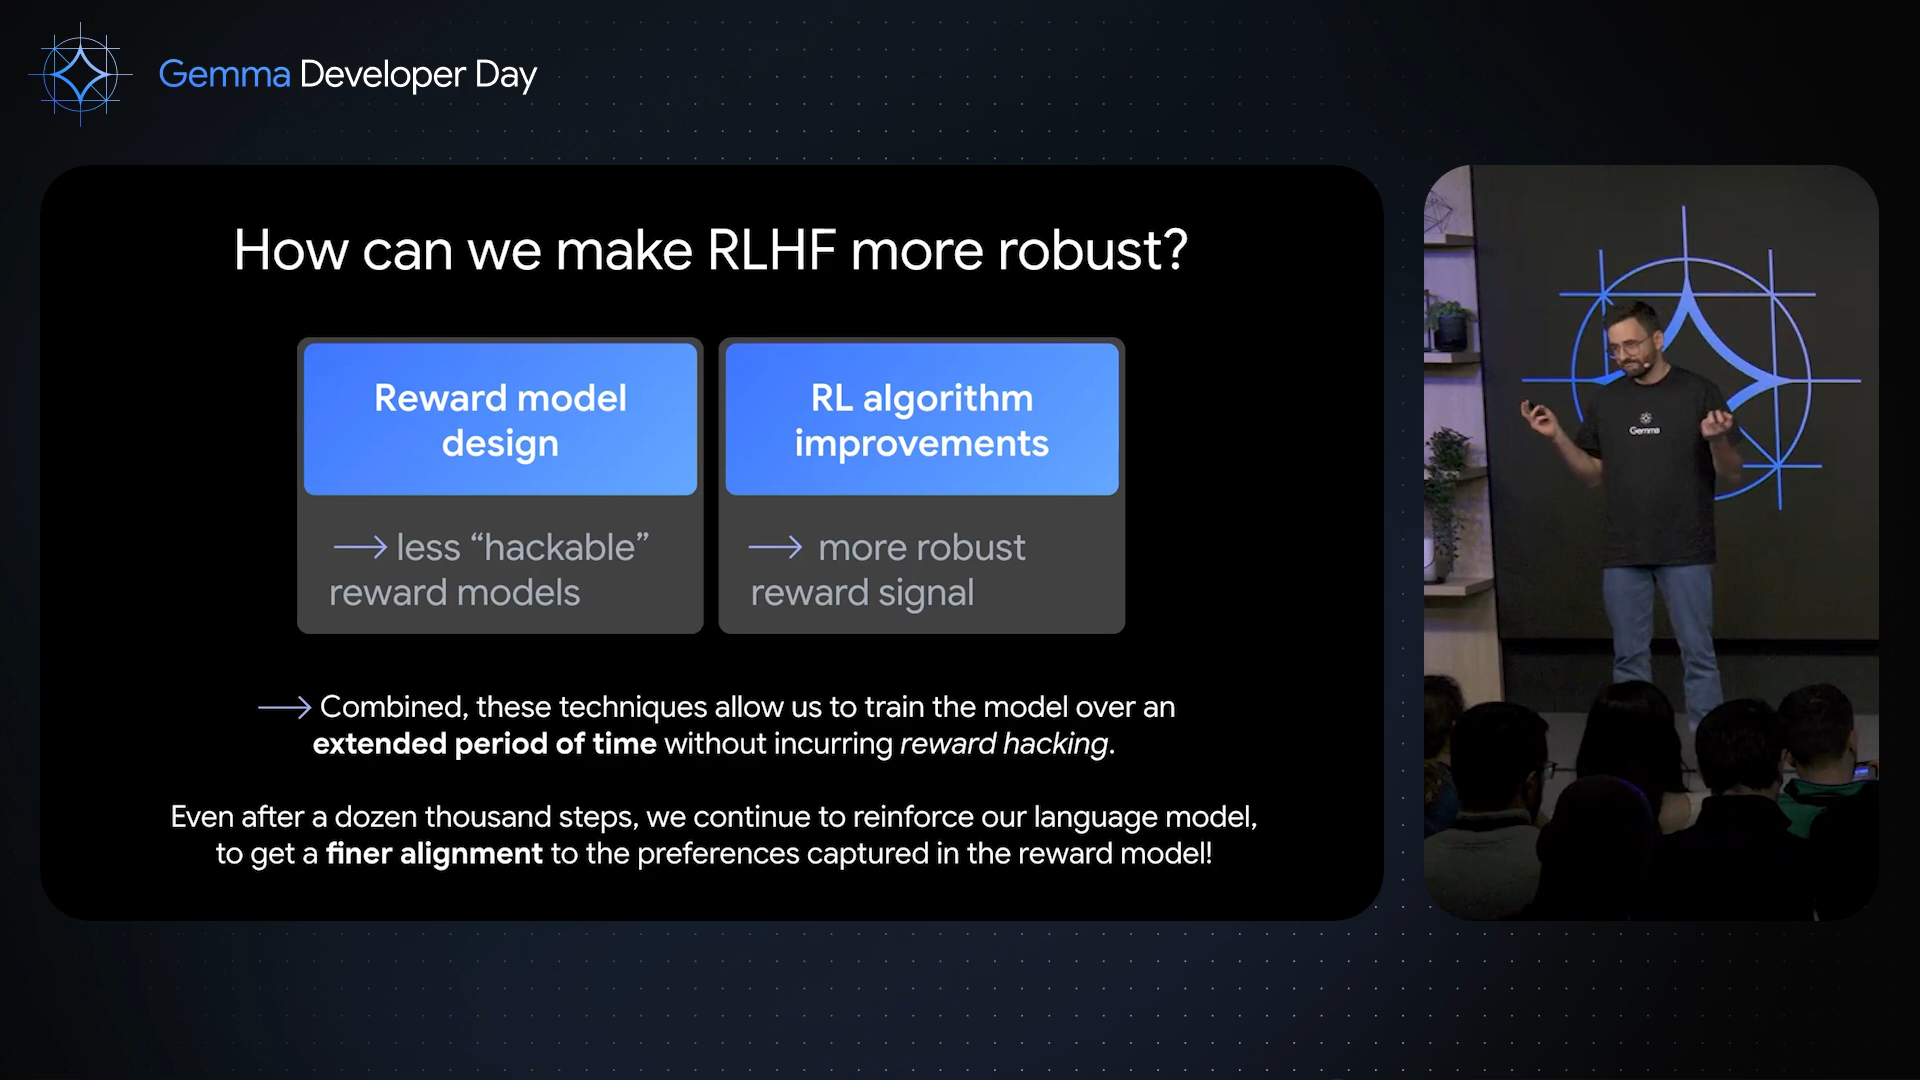 Gemma Developer Day
How can we make RLHF more robust?
Reward model
design
→ less “hackable”
reward models
RL algorithm
improvements
→ more robust
reward signal
→ Combined, these techniques allow us to train the model over an
extended period of time without incurring reward hacking.
Even after a dozen thousand steps, we continue to reinforce our language model,
to get a finer alignment to the preferences captured in the reward model!
Gemma